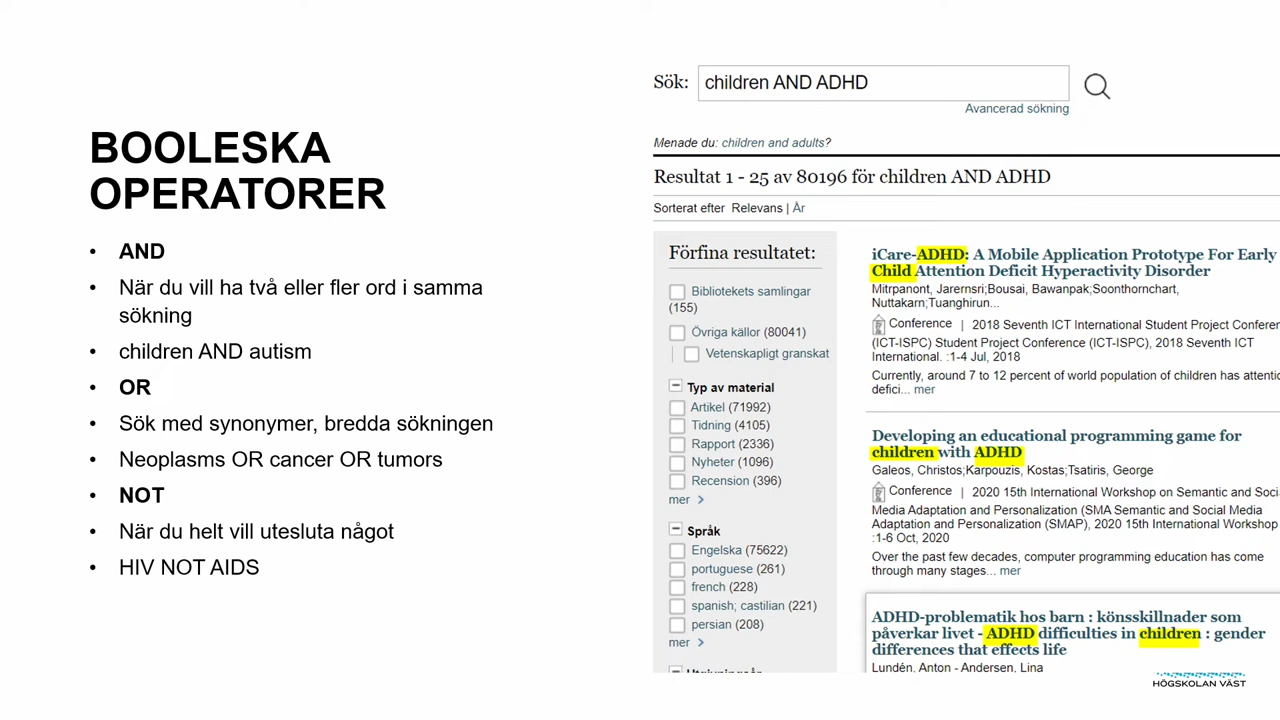 BOOLESKA
OPERATORER
• AND
• När du vill ha två eller fler ord i samma
sökning
• children AND autism
• OR
• Sök med synonymer, bredda sökningen
• Neoplasms OR cancer OR tumors
• NOT
• När du helt vill utesluta något
• HIV NOT AIDS
Sök: children AND ADHD
Avancerad sökning
Menade du: children and adults?
Resultat 1 - 25 av 80196 för children AND ADHD
Sorterat efter Relevans | År
Förfina resultatet:
Bibliotekets samlingar
(155)
Övriga källor (80041)
Vetenskapligt granskat
Typ av material
Artikel (71992)
Tidning (4105)
Rapport (2336)
Nyheter (1096)
Recension (396)
mer >
Språk
Engelska (75622)
portuguese (261)
french (228)
spanish; castilian (221)
persian (208)
mer >
iCare-ADHD: A Mobile Application Prototype For Early
Child Attention Deficit Hyperactivity Disorder
Mitrpanont, Jarernsri;Bousai, Bawanpak;Soonthornchart,
Nuttakarn;Tuanghirun...
Conference | 2018 Seventh ICT International Student Project Conferen
(ICT-ISPC) Student Project Conference (ICT-ISPC), 2018 Seventh ICT
International. :1-4 Jul, 2018
Currently, around 7 to 12 percent of world population of children has attentio
defici... mer
Developing an educational programming game for
children with ADHD
Galeos, Christos;Karpouzis, Kostas;Tsatiris, George
Conference | 2020 15th International Workshop on Semantic and Soci
Media Adaptation and Personalization (SMA Semantic and Social Media
Adaptation and Personalization (SMAP), 2020 15th International Workshop
:1-6 Oct, 2020
Over the past few decades, computer programming education has come
through many stages... mer
ADHD-problematik hos barn : könsskillnader som
påverkar livet - ADHD difficulties in children : gender
differences that effects life
Lundén, Anton - Andersen, Lina
HÖGSKOLAN VÄST